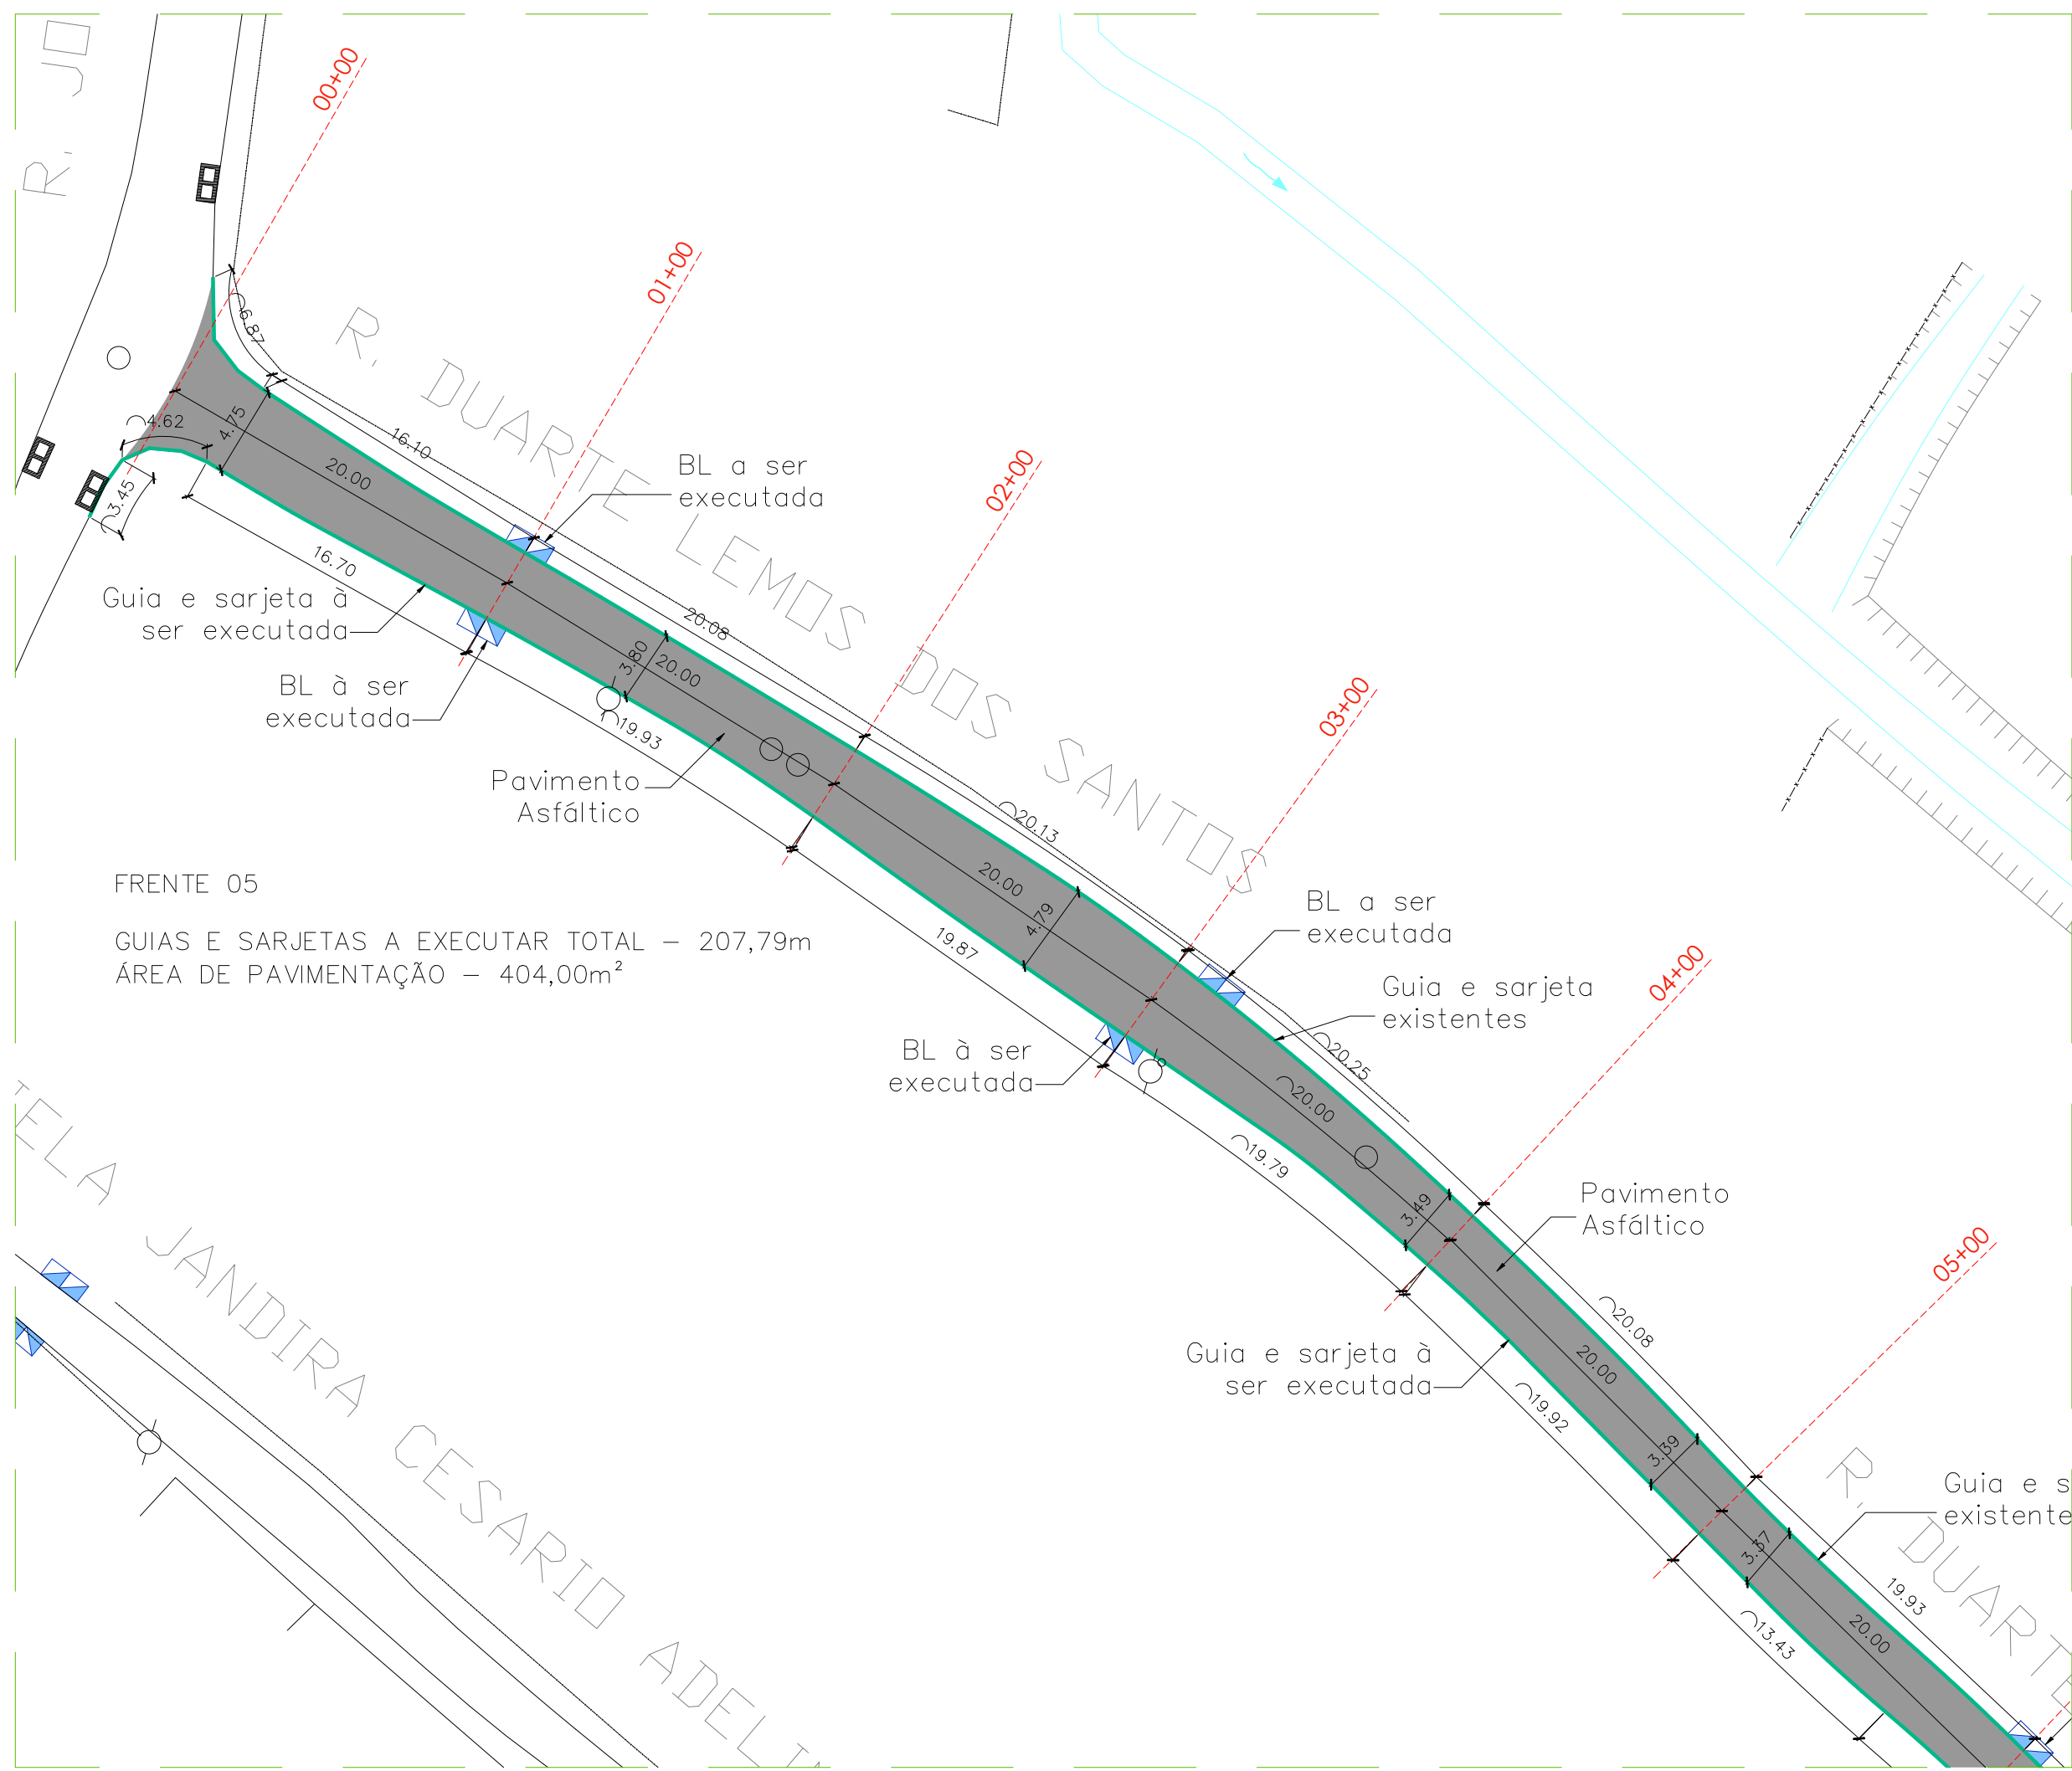 R. JO
00+00
01+00
02+00
03+00
04+00
05+00
6.87
4.62
4.75
3.45
16.10
20.00
16.70
R. DUARTE LEMOS DOS SANTOS
BL a ser
executada
Guia e sarjeta à
ser executada
BL à ser
executada
20.08
3.80
20.00
19.93
Pavimento
Asfáltico
20.13
20.00
4.79
19.87
FRENTE 05
GUIAS E SARJETAS A EXECUTAR TOTAL – 207,79m
ÁREA DE PAVIMENTAÇÃO – 404,00m²
BL a ser
executada
Guia e sarjeta
existentes
BL à ser
executada
20.25
20.00
19.79
3.49
Pavimento
Asfáltico
Guia e sarjeta à
ser executada
20.08
20.00
19.92
3.39
3.37
Guia e s
existente
19.93
20.00
13.43
R. DUARTE
ELA JANDIRA CESARIO ADELI